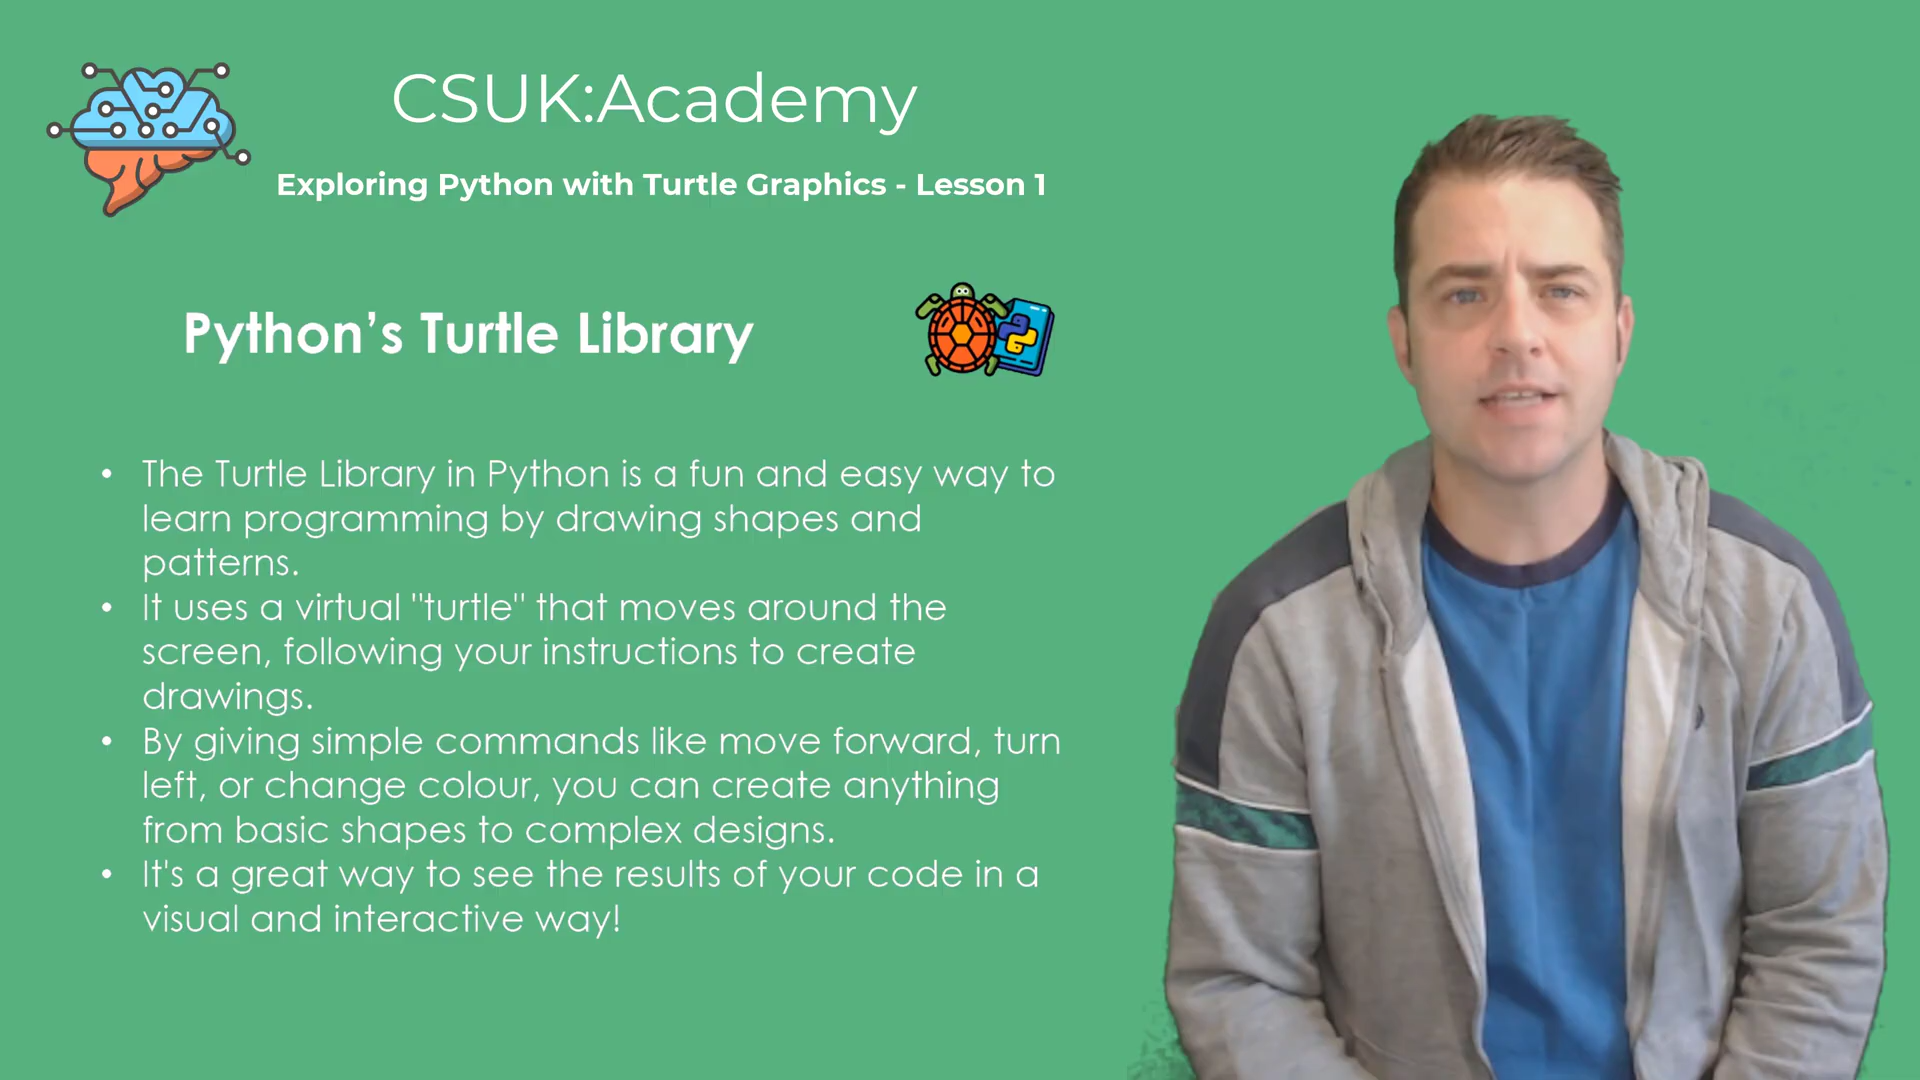 CSUK:Academy
Exploring Python with Turtle Graphics - Lesson 1
Python’s Turtle Library
• The Turtle Library in Python is a fun and easy way to
learn programming by drawing shapes and
patterns.
• It uses a virtual "turtle" that moves around the
screen, following your instructions to create
drawings.
• By giving simple commands like move forward, turn
left, or change colour, you can create anything
from basic shapes to complex designs.
• It's a great way to see the results of your code in a
visual and interactive way!